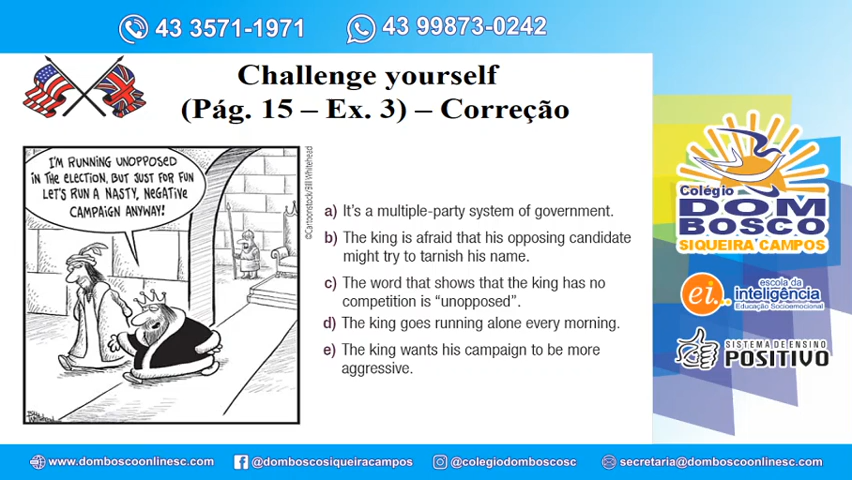 43 3571-1971
43 99873-0242
Challenge yourself
(Pág. 15 – Ex. 3) – Correção
I'M RUNNING UNOPPOSED
IN THE ELECTION, BUT JUST FOR FUN
LET'S RUN A NASTY, NEGATIVE
CAMPAIGN ANYWAY!
©Cartoonstock/Bill Whitehead
a) It's a multiple-party system of government.
b) The king is afraid that his opposing candidate
might try to tarnish his name.
c) The word that shows that the king has no
competition is “unopposed”.
d) The king goes running alone every morning.
e) The king wants his campaign to be more
aggressive.
Colégio
DOM
BOSCO
SIQUEIRA CAMPOS
ei..
escola da
inteligência
Educação Socioemocional
SISTEMA DE ENSINO
POSITIVO
www.domboscoonlinesc.com
@domboscosiqueiracampos
@colegiodomboscosc
secretaria@domboscoonlinesc.com